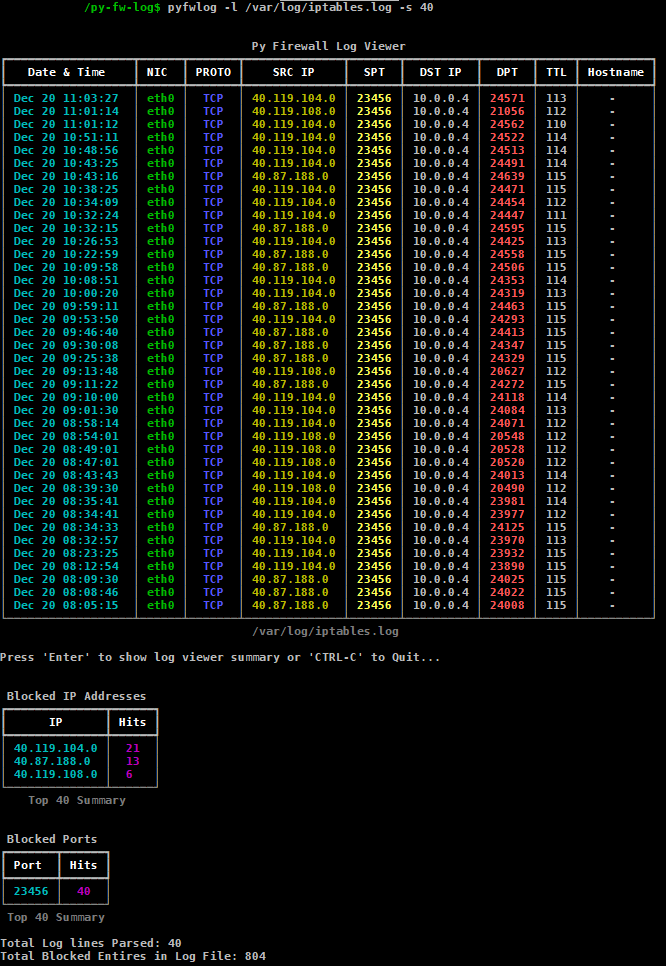 /py-fw-log$ pyfwlog -l /var/log/iptables.log -s 40
Py Firewall Log Viewer
Date & Time NIC PROTO SRC IP SPT DST IP DPT TTL Hostname
Dec 20 11:03:27 eth0 TCP 40.119.104.0 23456 10.0.0.4 24571 113 -
Dec 20 11:01:14 eth0 TCP 40.119.108.0 23456 10.0.0.4 21056 112 -
Dec 20 11:01:12 eth0 TCP 40.119.104.0 23456 10.0.0.4 24562 110 -
Dec 20 10:51:11 eth0 TCP 40.119.104.0 23456 10.0.0.4 24522 114 -
Dec 20 10:48:56 eth0 TCP 40.119.104.0 23456 10.0.0.4 24513 114 -
Dec 20 10:43:25 eth0 TCP 40.119.104.0 23456 10.0.0.4 24491 114 -
Dec 20 10:43:16 eth0 TCP 40.87.188.0 23456 10.0.0.4 24639 115 -
Dec 20 10:38:25 eth0 TCP 40.119.104.0 23456 10.0.0.4 24471 115 -
Dec 20 10:34:09 eth0 TCP 40.119.104.0 23456 10.0.0.4 24454 112 -
Dec 20 10:32:24 eth0 TCP 40.119.104.0 23456 10.0.0.4 24447 111 -
Dec 20 10:32:15 eth0 TCP 40.87.188.0 23456 10.0.0.4 24595 115 -
Dec 20 10:26:53 eth0 TCP 40.119.104.0 23456 10.0.0.4 24425 113 -
Dec 20 10:22:59 eth0 TCP 40.87.188.0 23456 10.0.0.4 24558 115 -
Dec 20 10:09:58 eth0 TCP 40.87.188.0 23456 10.0.0.4 24506 115 -
Dec 20 10:08:51 eth0 TCP 40.119.104.0 23456 10.0.0.4 24353 114 -
Dec 20 10:00:20 eth0 TCP 40.119.104.0 23456 10.0.0.4 24319 113 -
Dec 20 09:59:11 eth0 TCP 40.87.188.0 23456 10.0.0.4 24463 115 -
Dec 20 09:53:50 eth0 TCP 40.119.104.0 23456 10.0.0.4 24293 115 -
Dec 20 09:46:40 eth0 TCP 40.87.188.0 23456 10.0.0.4 24413 115 -
Dec 20 09:30:08 eth0 TCP 40.87.188.0 23456 10.0.0.4 24347 115 -
Dec 20 09:25:38 eth0 TCP 40.87.188.0 23456 10.0.0.4 24329 115 -
Dec 20 09:13:48 eth0 TCP 40.119.108.0 23456 10.0.0.4 20627 112 -
Dec 20 09:11:22 eth0 TCP 40.87.188.0 23456 10.0.0.4 24272 115 -
Dec 20 09:10:00 eth0 TCP 40.119.104.0 23456 10.0.0.4 24118 114 -
Dec 20 09:01:30 eth0 TCP 40.119.104.0 23456 10.0.0.4 24084 113 -
Dec 20 08:58:14 eth0 TCP 40.119.104.0 23456 10.0.0.4 24071 112 -
Dec 20 08:54:01 eth0 TCP 40.119.108.0 23456 10.0.0.4 20548 112 -
Dec 20 08:49:01 eth0 TCP 40.119.108.0 23456 10.0.0.4 20528 112 -
Dec 20 08:47:01 eth0 TCP 40.119.108.0 23456 10.0.0.4 20520 112 -
Dec 20 08:43:43 eth0 TCP 40.119.104.0 23456 10.0.0.4 24013 114 -
Dec 20 08:39:30 eth0 TCP 40.119.108.0 23456 10.0.0.4 20490 112 -
Dec 20 08:35:41 eth0 TCP 40.119.104.0 23456 10.0.0.4 23981 114 -
Dec 20 08:34:41 eth0 TCP 40.119.104.0 23456 10.0.0.4 23977 112 -
Dec 20 08:34:33 eth0 TCP 40.87.188.0 23456 10.0.0.4 24125 115 -
Dec 20 08:32:57 eth0 TCP 40.119.104.0 23456 10.0.0.4 23970 113 -
Dec 20 08:23:25 eth0 TCP 40.119.104.0 23456 10.0.0.4 23932 115 -
Dec 20 08:12:54 eth0 TCP 40.119.104.0 23456 10.0.0.4 23890 115 -
Dec 20 08:09:30 eth0 TCP 40.87.188.0 23456 10.0.0.4 24025 115 -
Dec 20 08:08:46 eth0 TCP 40.87.188.0 23456 10.0.0.4 24022 115 -
Dec 20 08:05:15 eth0 TCP 40.87.188.0 23456 10.0.0.4 24008 115 -
/var/log/iptables.log
Press 'Enter' to show log viewer summary or 'CTRL-C' to Quit...
Blocked IP Addresses
IP Hits
40.119.104.0 21
40.87.188.0 13
40.119.108.0 6
Top 40 Summary
Blocked Ports
Port Hits
23456 40
Top 40 Summary
Total Log lines Parsed: 40
Total Blocked Entires in Log File: 804